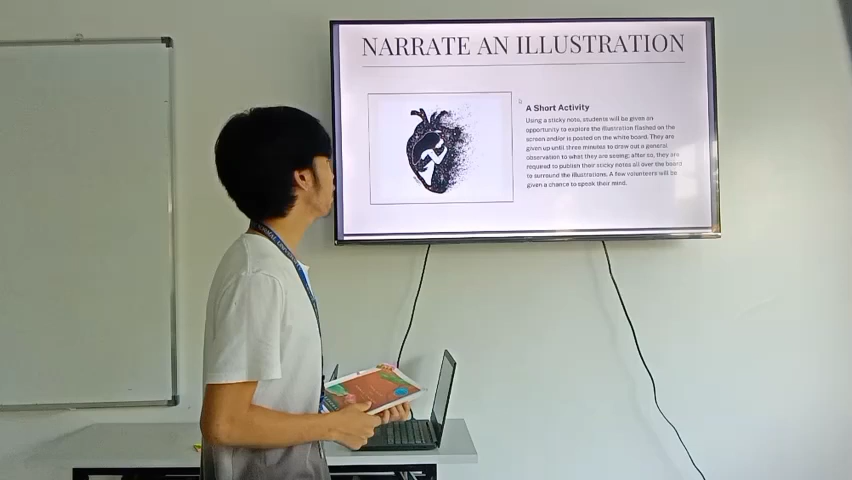 NARRATE AN ILLUSTRATION
A Short Activity
Using a sticky note, students will be given an
opportunity to explore the illustration flashed on the
screen and/or is posted on the white board. They are
given up until three minutes to draw out a general
observation to what they are seeing; after so, they are
required to publish their sticky notes all over the board
to surround the illustrations. A few volunteers will be
given a chance to speak their mind.